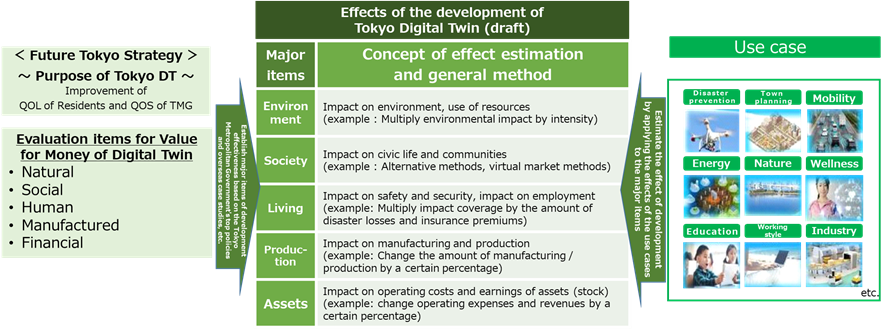 < Future Tokyo Strategy >
~ Purpose of Tokyo DT ~
Improvement of
QOL of Residents and QOS of TMG
Evaluation items for Value
for Money of Digital Twin
• Natural
• Social
• Human
• Manufactured
• Financial
Establish major items of development
effectiveness based on the Tokyo
Metropolitan Government's top policies
and overseas case studies, etc.
Effects of the development of
Tokyo Digital Twin (draft)
Major
items
Concept of effect estimation
and general method
Environ
ment
Impact on environment, use of resources
(example : Multiply environmental impact by intensity)
Society
Impact on civic life and communities
(example : Alternative methods, virtual market methods)
Living
Impact on safety and security, impact on employment
(example: Multiply impact coverage by the amount of
disaster losses and insurance premiums)
Produc-
tion
Impact on manufacturing and production
(example: Change the amount of manufacturing /
production by a certain percentage)
Assets
Impact on operating costs and earnings of assets (stock)
(example: change operating expenses and revenues by a
certain percentage)
Estimate the effect of development
by applying the effects of the use cases
to the major items
Use case
Disaster
prevention
Town
planning
Mobility
Energy
Nature
Wellness
Education
Working
style
Industry
etc.